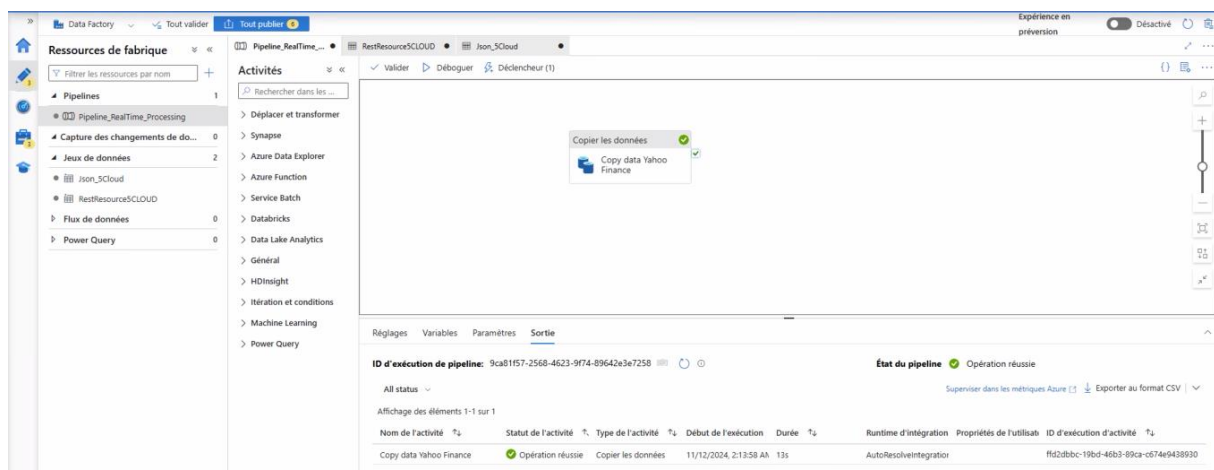 Data Factory
Tout valider
Tout publier
Expérience en
préversion
Désactivé
Ressources de fabrique
Filtrer les ressources par nom
Pipelines 1
Pipeline_RealTime_Processing
Capture des changements de do... 0
Jeux de données 2
Json_5Cloud
RestResource5CLOUD
Flux de données 0
Power Query 0
Pipeline_RealTime_...
RestResource5CLOUD
Json_5Cloud
Activités
Rechercher dans les ...
Déplacer et transformer
Synapse
Azure Data Explorer
Azure Function
Service Batch
Databricks
Data Lake Analytics
Général
HDInsight
Itération et conditions
Machine Learning
Power Query
Valider Déboguer Déclencheur (1)
Copier les données
Copy data Yahoo
Finance
Réglages Variables Paramètres Sortie
ID d'exécution de pipeline: 9ca81f57-2568-4623-9f74-89642e3e7258
État du pipeline Opération réussie
All status
Superviser dans les métriques Azure Exporter au format CSV
Affichage des éléments 1-1 sur 1
Nom de l'activité Statut de l'activité Type de l'activité Début de l'exécution Durée Runtime d'intégration Propriétés de l'utilisati ID d'exécution d'activité
Copy data Yahoo Finance Opération réussie Copier les données 11/12/2024, 2:13:58 AM 13s AutoResolveIntegration ffd2dbbc-19bd-46b3-89ca-c674e9438930